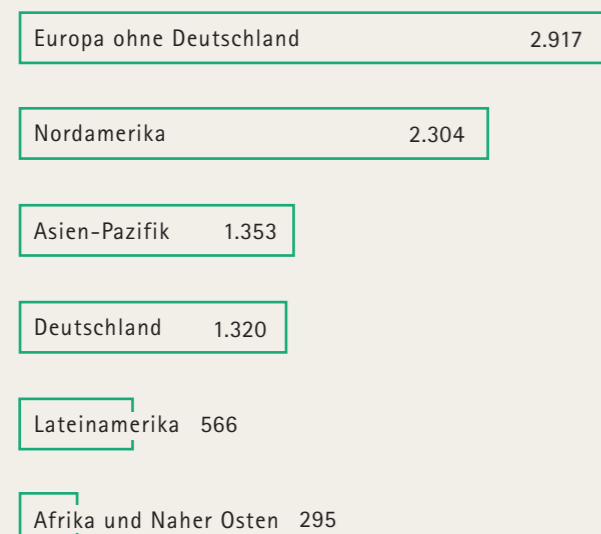 Europa ohne Deutschland 2.917
Nordamerika 2.304
Asien-Pazifik 1.353
Deutschland 1.320
Lateinamerika 566
Afrika und Naher Osten 295